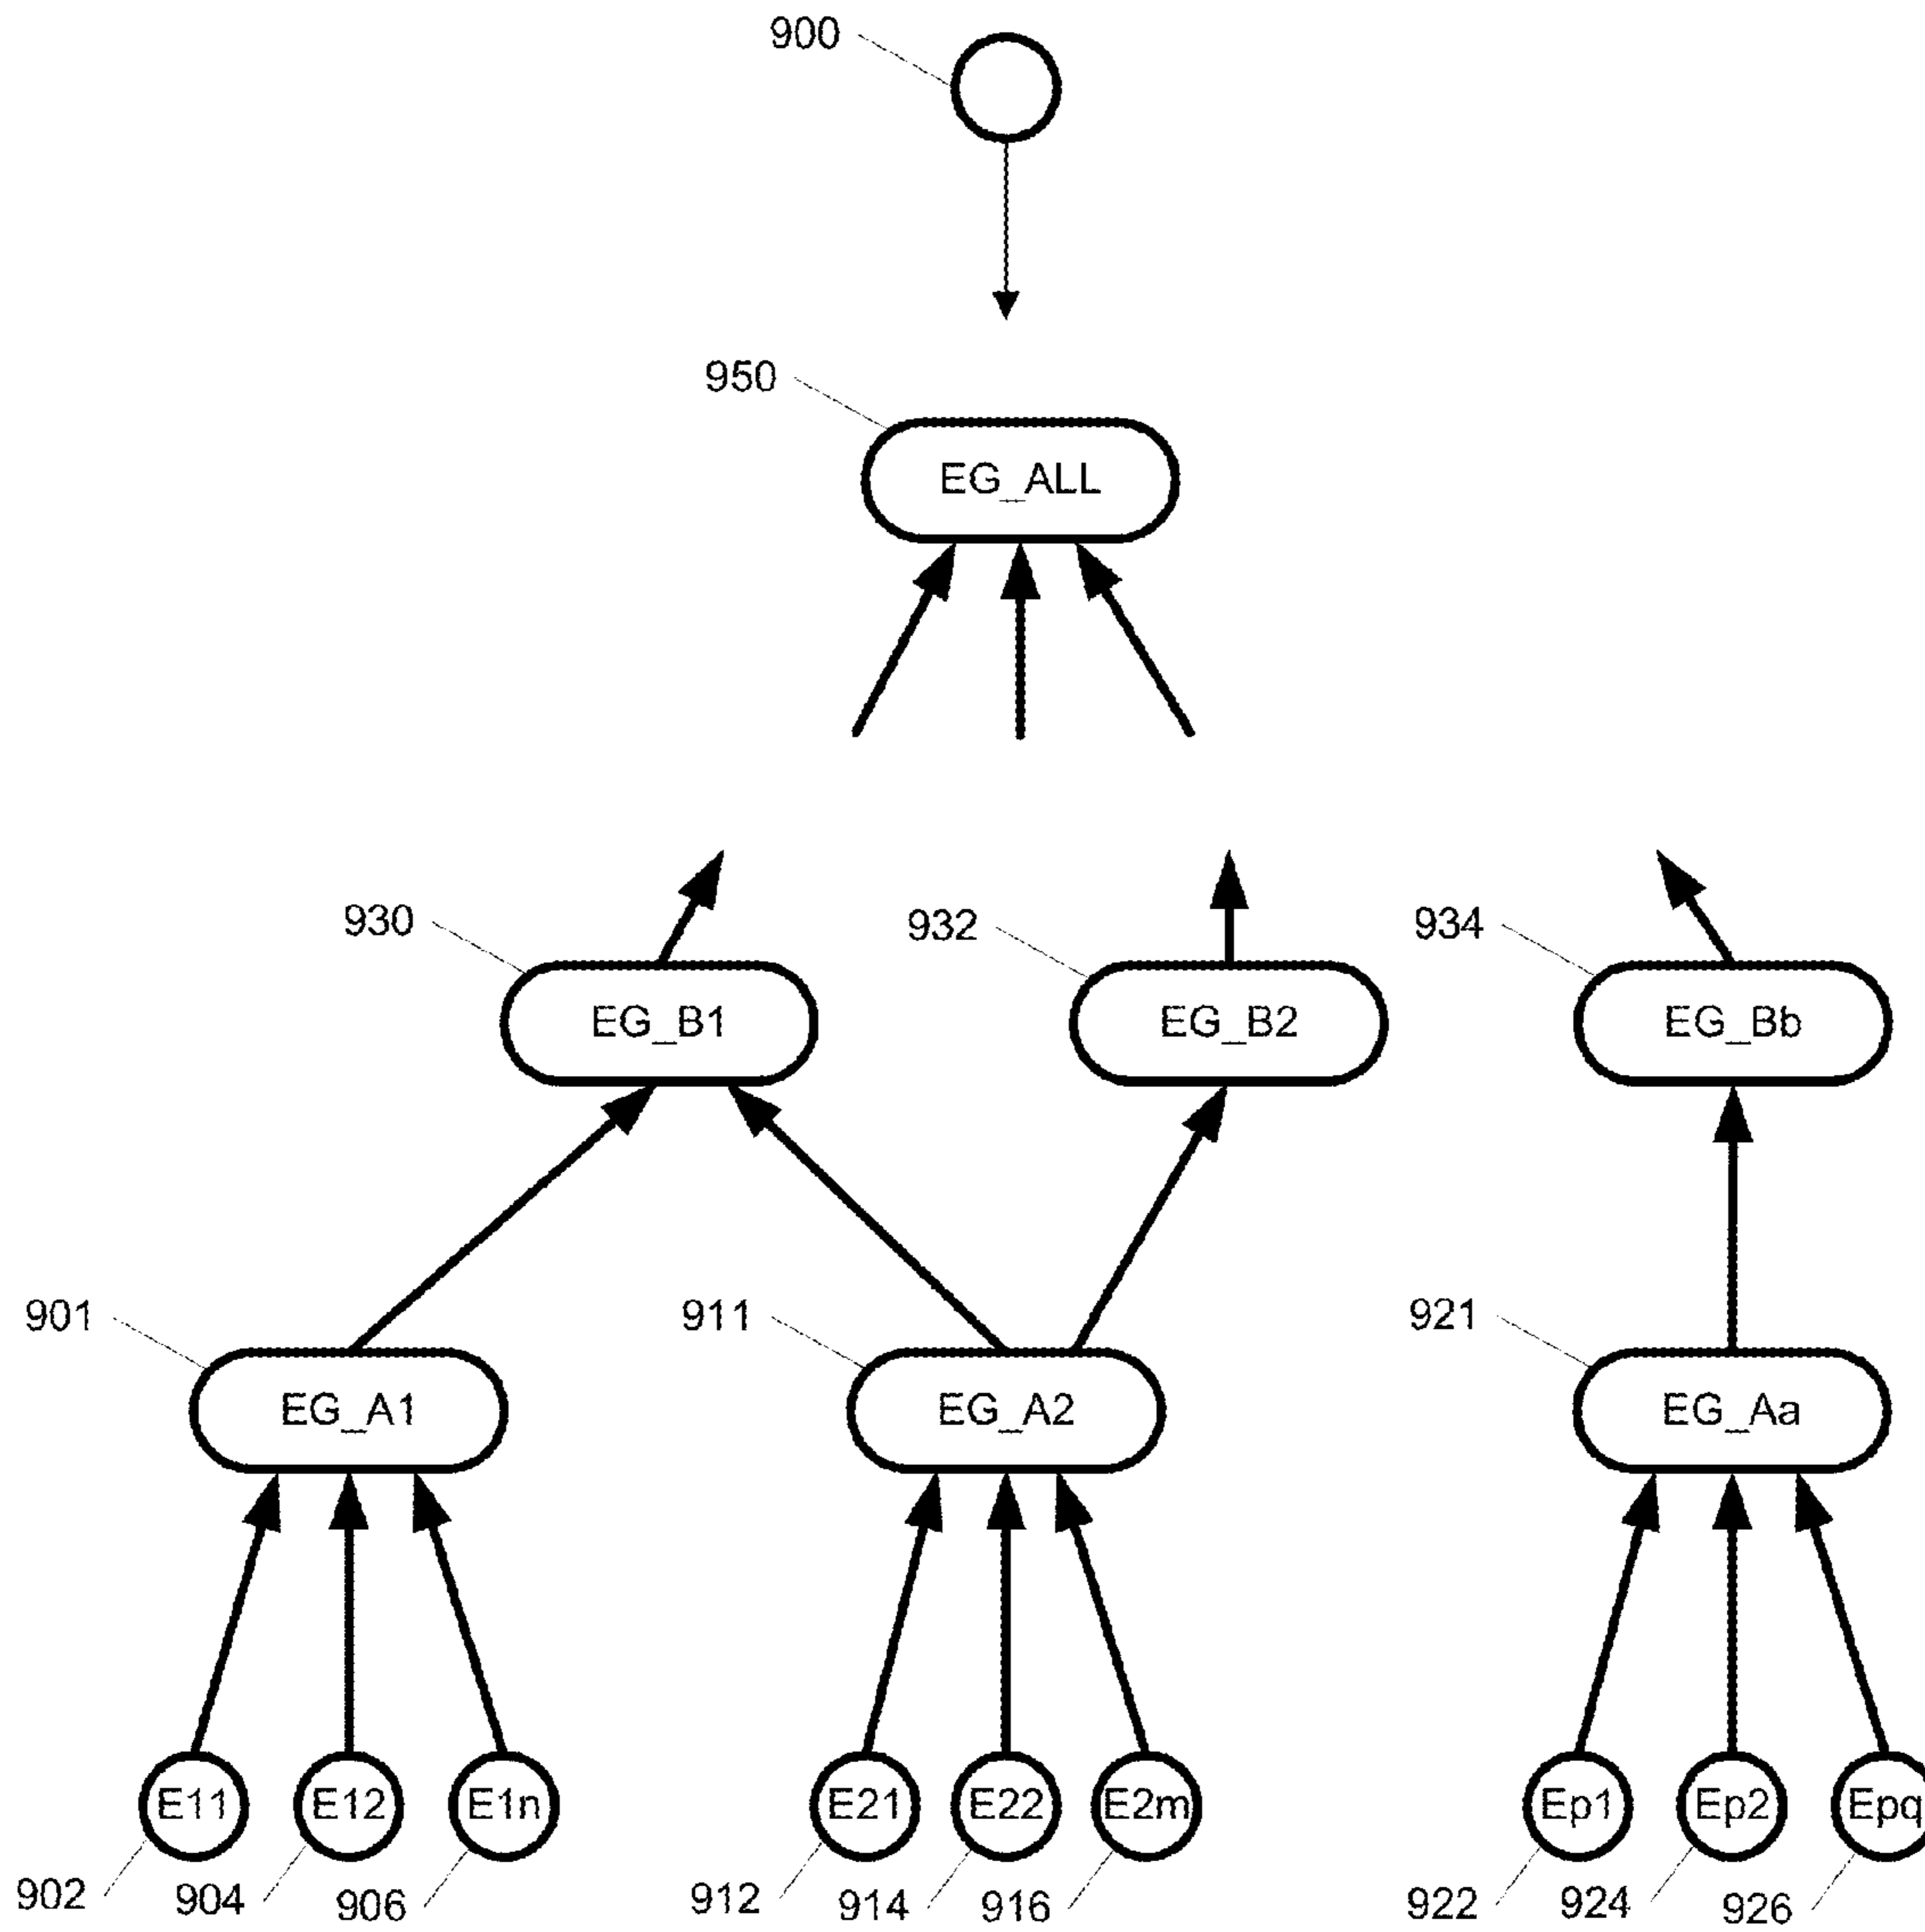 900
950
EG_ALL
930
932
934
EG_B1
EG_B2
EG_Bb
901
911
921
EG_A1
EG_A2
EG_Aa
E11
E12
E1n
E21
E22
E2m
Ep1
Ep2
Epq
902
904
906
912
914
916
922
924
926